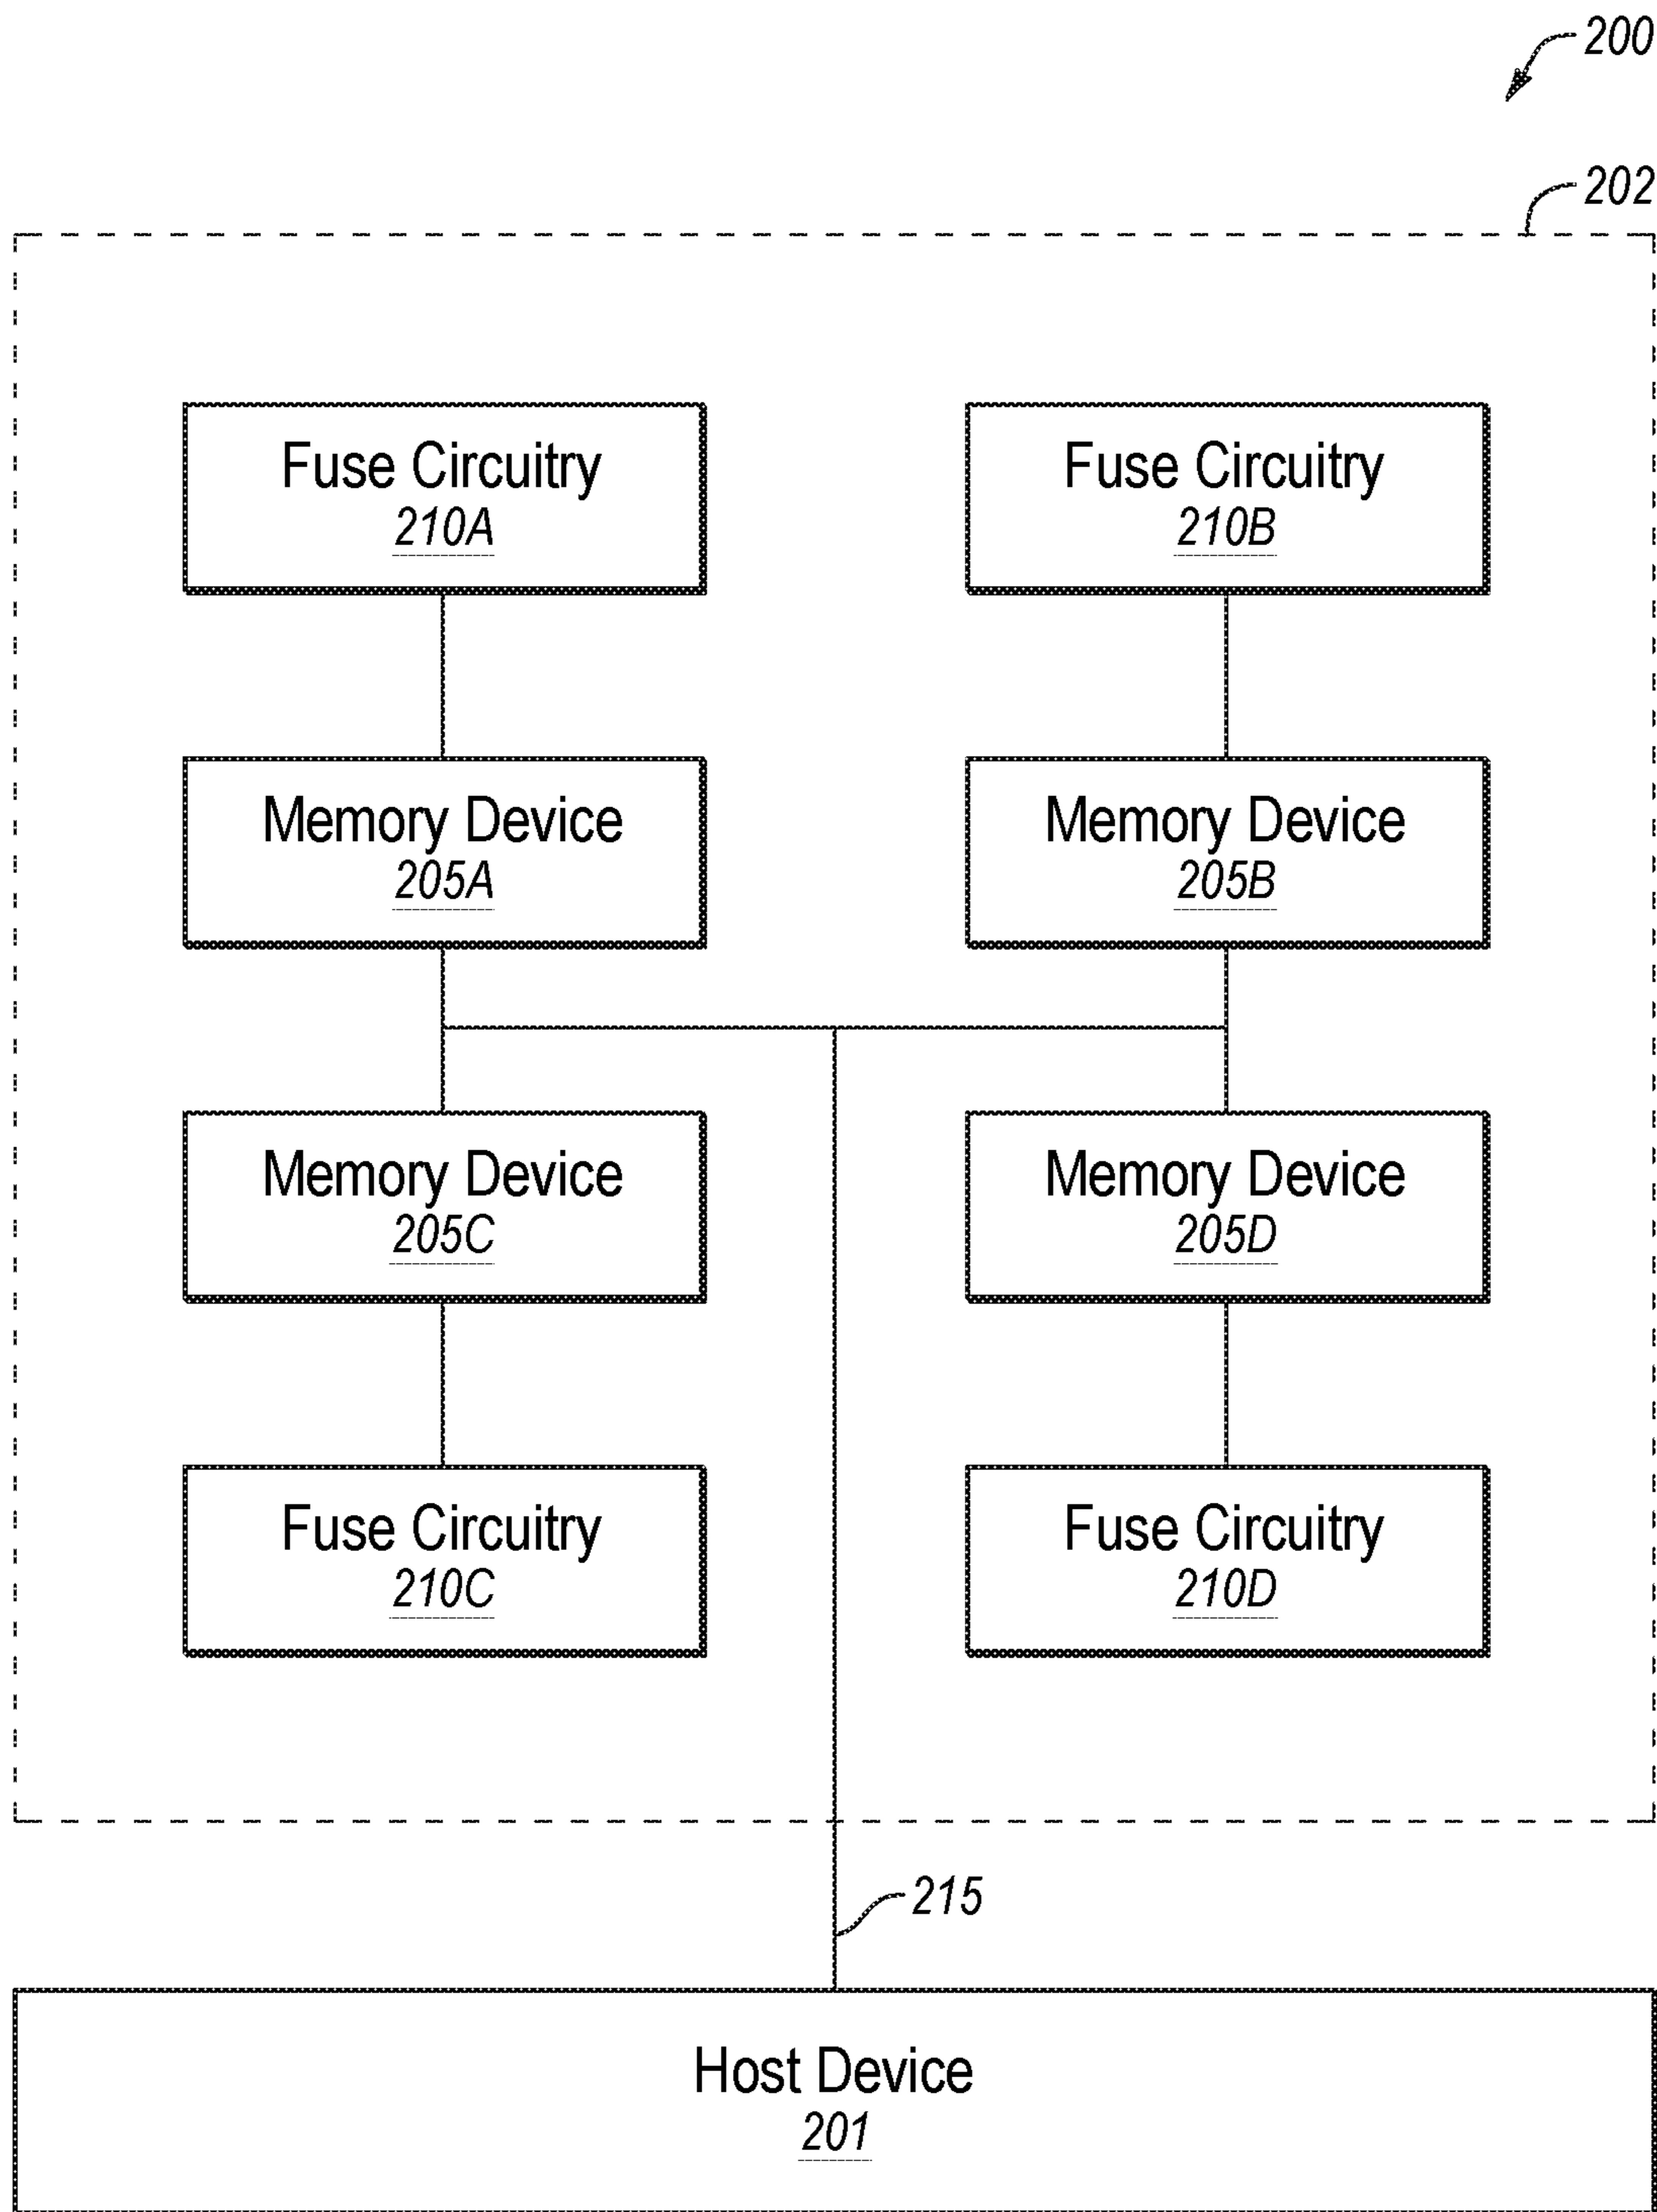 200
202
Fuse Circuitry
210A
Fuse Circuitry
210B
Memory Device
205A
Memory Device
205B
Memory Device
205C
Memory Device
205D
Fuse Circuitry
210C
Fuse Circuitry
210D
215
Host Device
201